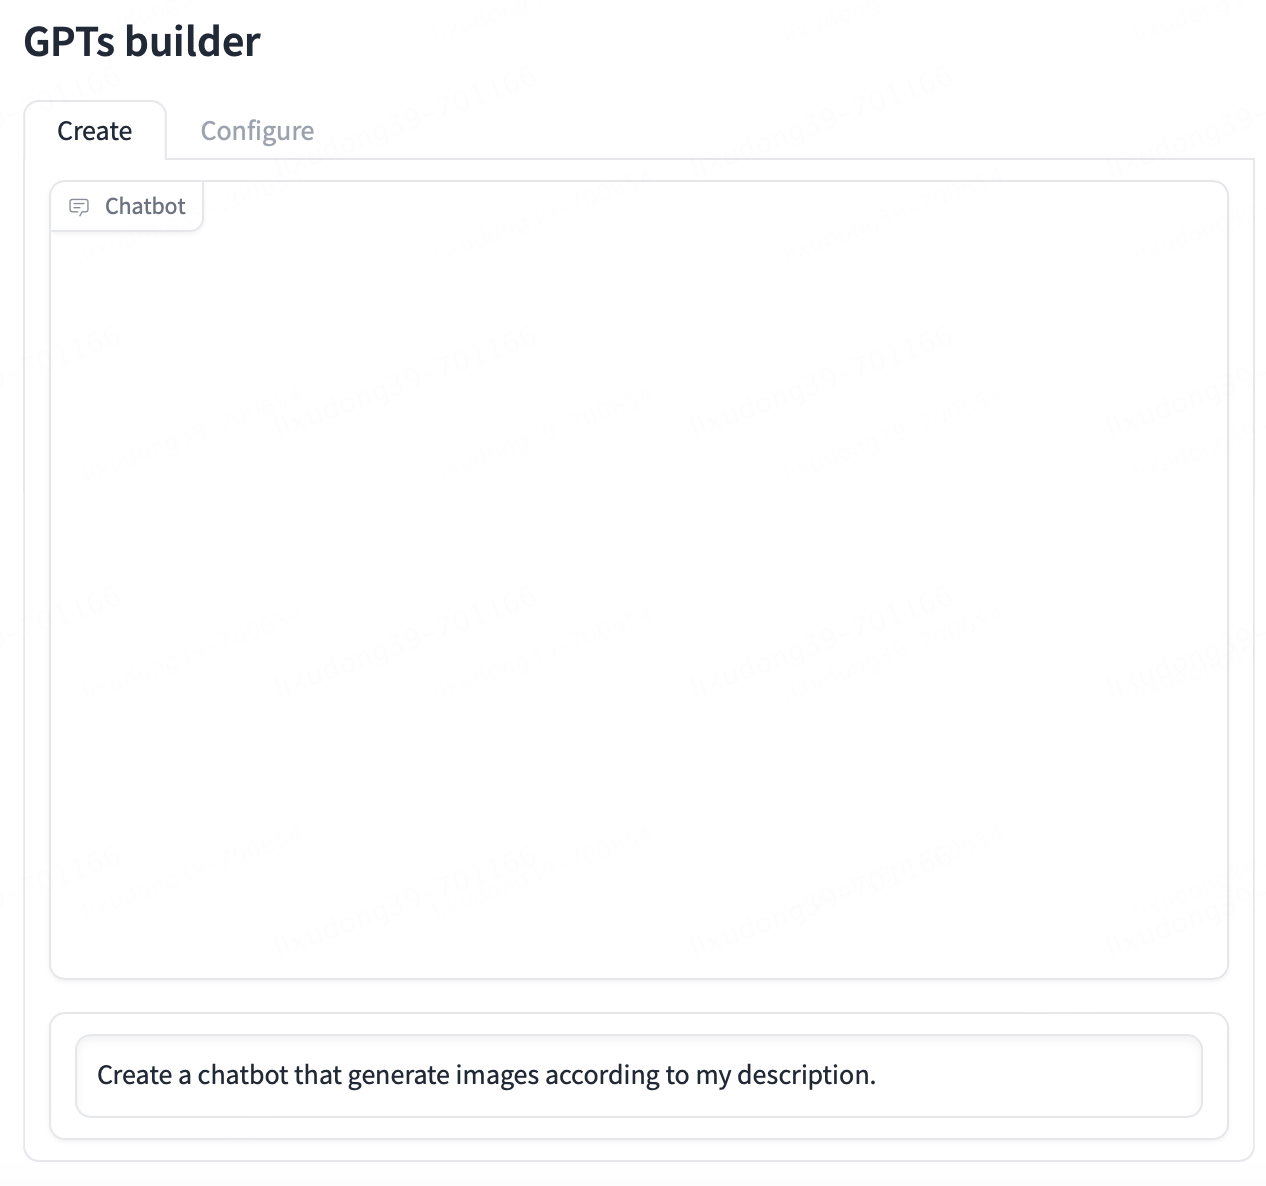 GPTs builder
Create
Configure
Chatbot
Create a chatbot that generate images according to my description.